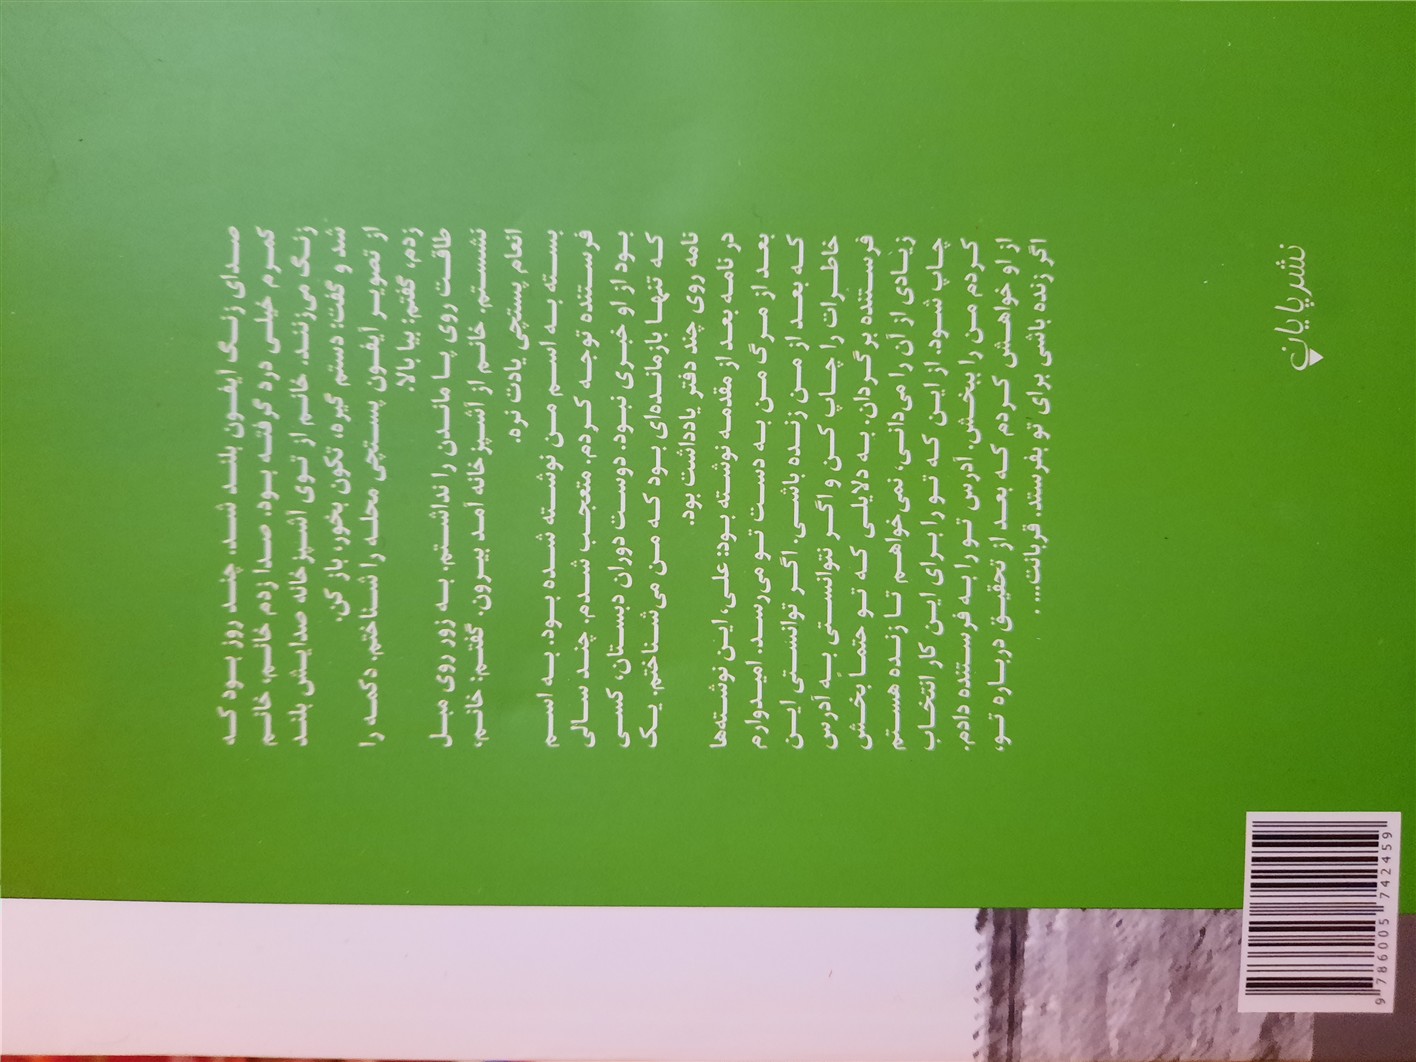 صدای زنگ آیفون بلند شد، چند روز بود که
کمرم خیلی درد گرفته بود، صدا زدم خانم، خانم
زنگ می‌زنند. خانم از توی آشپزخانه صدایش بلند
شد و گفت: دستم گیره، تکون بخور، باز کن.
از تصویر آیفون پستچی محله را شناختم. دکمه را
زدم، گفتم: بیا بالا.
طاقت روی پا ماندن را نداشتم. به زور روی مبل
نشستم. خانم از آشپزخانه آمد بیرون. گفتم: خانم،
انعام پستچی یادت نره.
بسته به اسم من نوشته شده بود. به اسم
فرستنده توجه کردم. متعجب شدم. چند سالی
بود از او خبری نبود. دوست دوران دبستان، کسی
که تنها بازمانده‌ای بود که من می‌شناختم. یک
نامه روی چند دفتر یادداشت بود.
در نامه بعد از مقدمه نوشته بود: علی، این نوشته‌ها
بعد از مرگ من به دست تو می‌رسد. امیدوارم
که بعد از من زنده باشی. اگر توانستی این
خاطرات را چاپ کن و اگر نتوانستی به آدرس
فرستنده برگردان. به دلایلی که تو حتما بخش
زیادی از آن را می‌دانی، نمی‌خواهم تا زنده هستم
چاپ شود. از این که تو را برای این کار انتخاب
کردم من را ببخش. آدرس تو را به فرستنده دادم.
از او خواهش کردم که بعد از تحقیق درباره تو،
اگر زنده باشی برای تو بفرستد. قربانت... .
نشر پایان
9 786005 742459